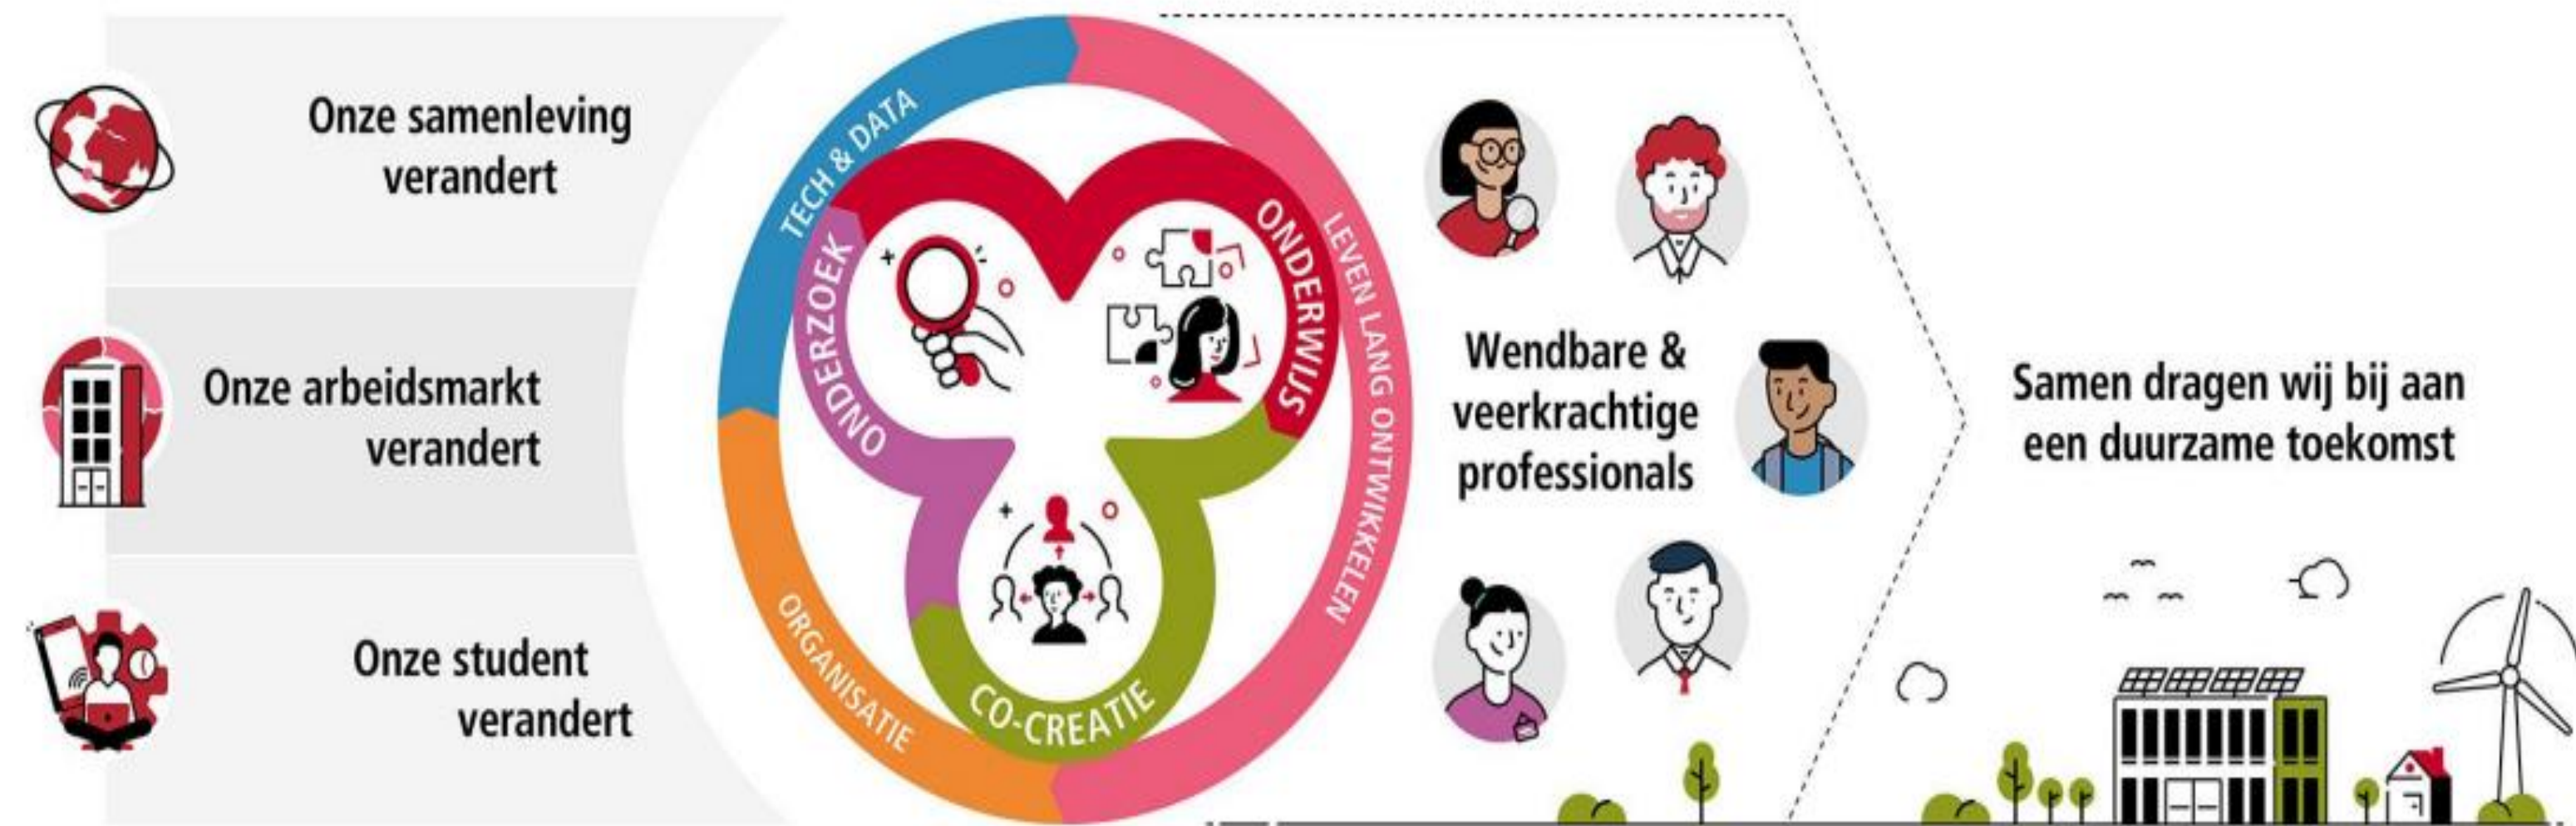 Onze samenleving
verandert
Onze arbeidsmarkt
verandert
Onze student
verandert
TECH & DATA
LEVEN LANG ONTWIKKELEN
ORGANISATIE
ONDERZOEK
ONDERWIJS
CO-CREATIE
Wendbare &
veerkrachtige
professionals
Samen dragen wij bij aan
een duurzame toekomst